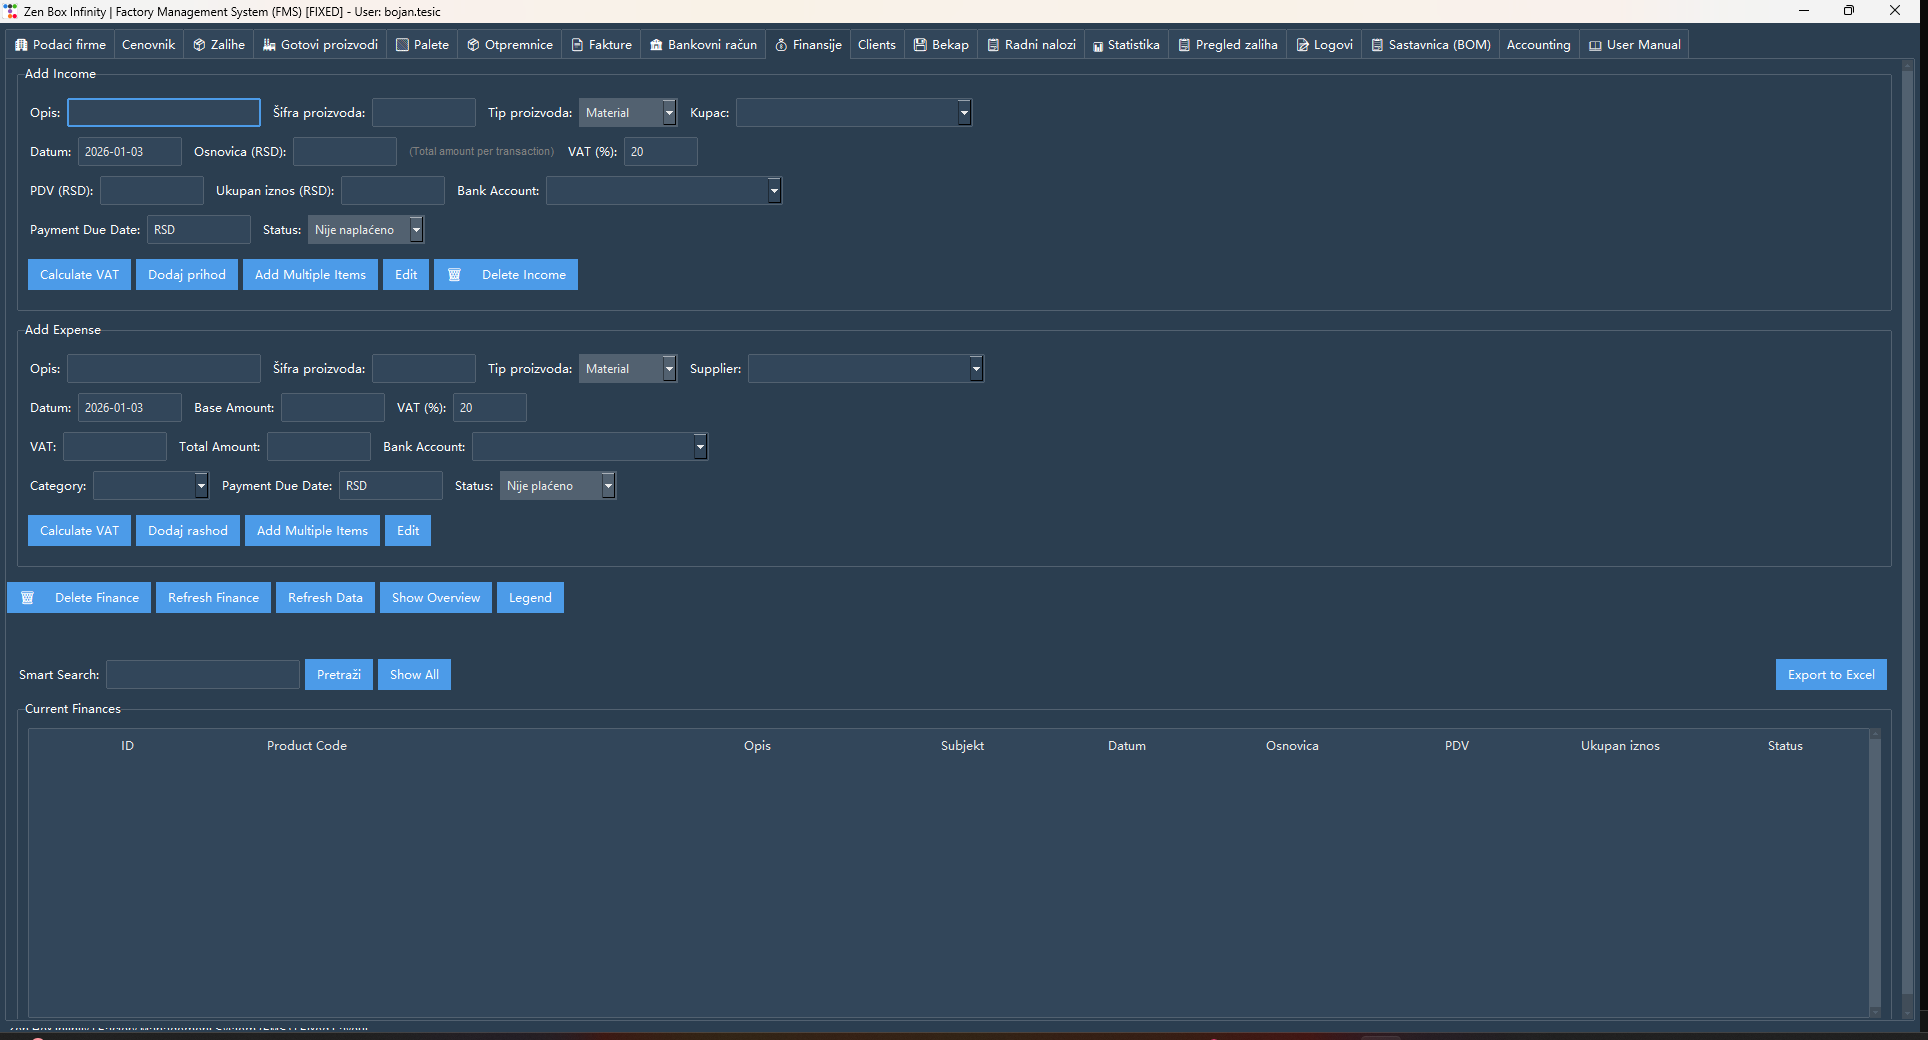 Zen Box Infinity | Factory Management System (FMS) [FIXED] - User: bojan.tesic
Podaci firme Cenovnik Zalihe Gotovi proizvodi Palete Otpremnice Fakture Bankovni račun Finansije Clients Bekap Radni nalozi Statistika Pregled zaliha Logovi Sastavnica (BOM) Accounting User Manual
Add Income
Opis: Šifra proizvoda: Tip proizvoda: Material Kupac:
Datum: 2026-01-03 Osnovica (RSD): (Total amount per transaction) VAT (%): 20
PDV (RSD): Ukupan iznos (RSD): Bank Account:
Payment Due Date: RSD Status: Nije naplaćeno
Calculate VAT Dodaj prihod Add Multiple Items Edit Delete Income
Add Expense
Opis: Šifra proizvoda: Tip proizvoda: Material Supplier:
Datum: 2026-01-03 Base Amount: VAT (%): 20
VAT: Total Amount: Bank Account:
Category: Payment Due Date: RSD Status: Nije plaćeno
Calculate VAT Dodaj rashod Add Multiple Items Edit
Delete Finance Refresh Finance Refresh Data Show Overview Legend
Smart Search: Pretraži Show All Export to Excel
Current Finances
ID Product Code Opis Subjekt Datum Osnovica PDV Ukupan iznos Status